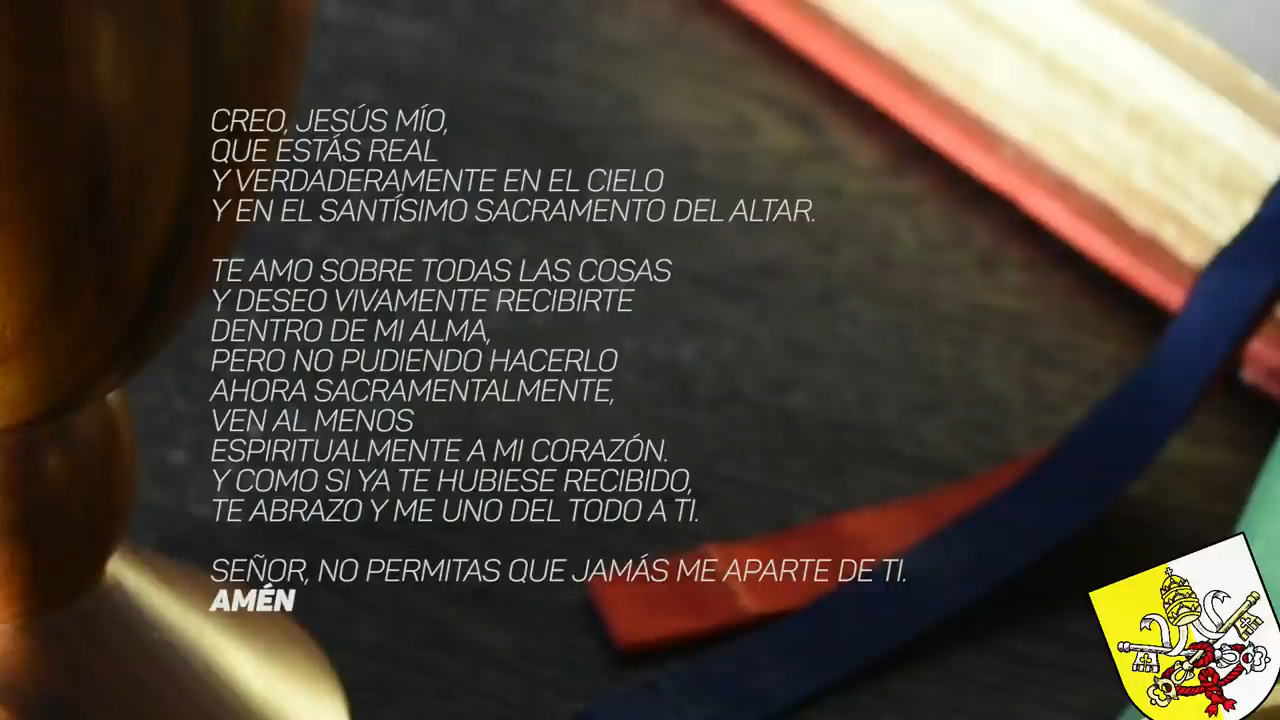 CREO, JESÚS MÍO,
QUE ESTÁS REAL
Y VERDADERAMENTE EN EL CIELO
Y EN EL SANTÍSIMO SACRAMENTO DEL ALTAR.
TE AMO SOBRE TODAS LAS COSAS
Y DESEO VIVAMENTE RECIBIRTE
DENTRO DE MI ALMA,
PERO NO PUDIENDO HACERLO
AHORA SACRAMENTALMENTE,
VEN AL MENOS
ESPIRITUALMENTE A MI CORAZÓN.
Y COMO SI YA TE HUBIESE RECIBIDO,
TE ABRAZO Y ME UNO DEL TODO A TI.
SEÑOR, NO PERMITAS QUE JAMÁS ME APARTE DE TI.
AMÉN